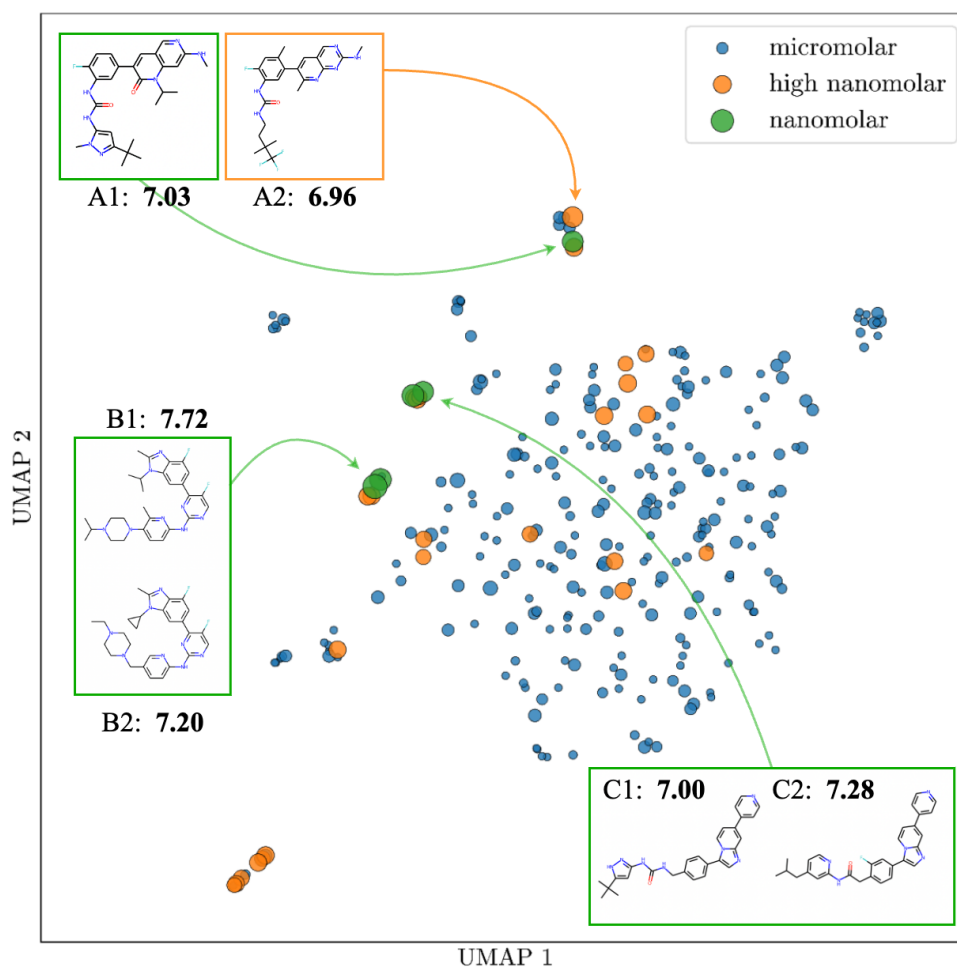 micromolar
high nanomolar
nanomolar
A1: 7.03
A2: 6.96
B1: 7.72
B2: 7.20
C1: 7.00
C2: 7.28
UMAP 2
UMAP 1